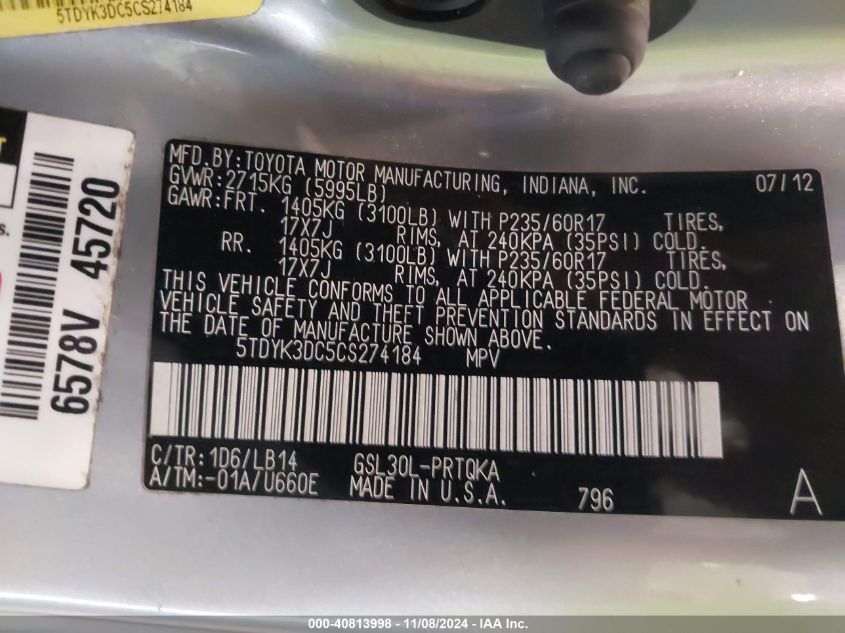 5TDYK3DC5CS274184
6578V 45720
MFD.BY:TOYOTA MOTOR MANUFACTURING, INDIANA, INC. 07/12
GVWR:2715KG (5995LB)
GAWR:FRT. 1405KG (3100LB) WITH P235/60R17 TIRES,
17X7J RIMS, AT 240KPA (35PSI) COLD.
RR. 1405KG (3100LB) WITH P235/60R17 TIRES,
17X7J RIMS, AT 240KPA (35PSI) COLD.
THIS VEHICLE CONFORMS TO ALL APPLICABLE FEDERAL MOTOR
VEHICLE SAFETY AND THEFT PREVENTION STANDARDS IN EFFECT ON
THE DATE OF MANUFACTURE SHOWN ABOVE.
5TDYK3DC5CS274184 MPV
C/TR: 1D6/LB14 GSL30L-PRTQKA
A/TM:-01A/U660E MADE IN U.S.A. 796 A
000-40813998 - 11/08/2024 - IAA Inc.